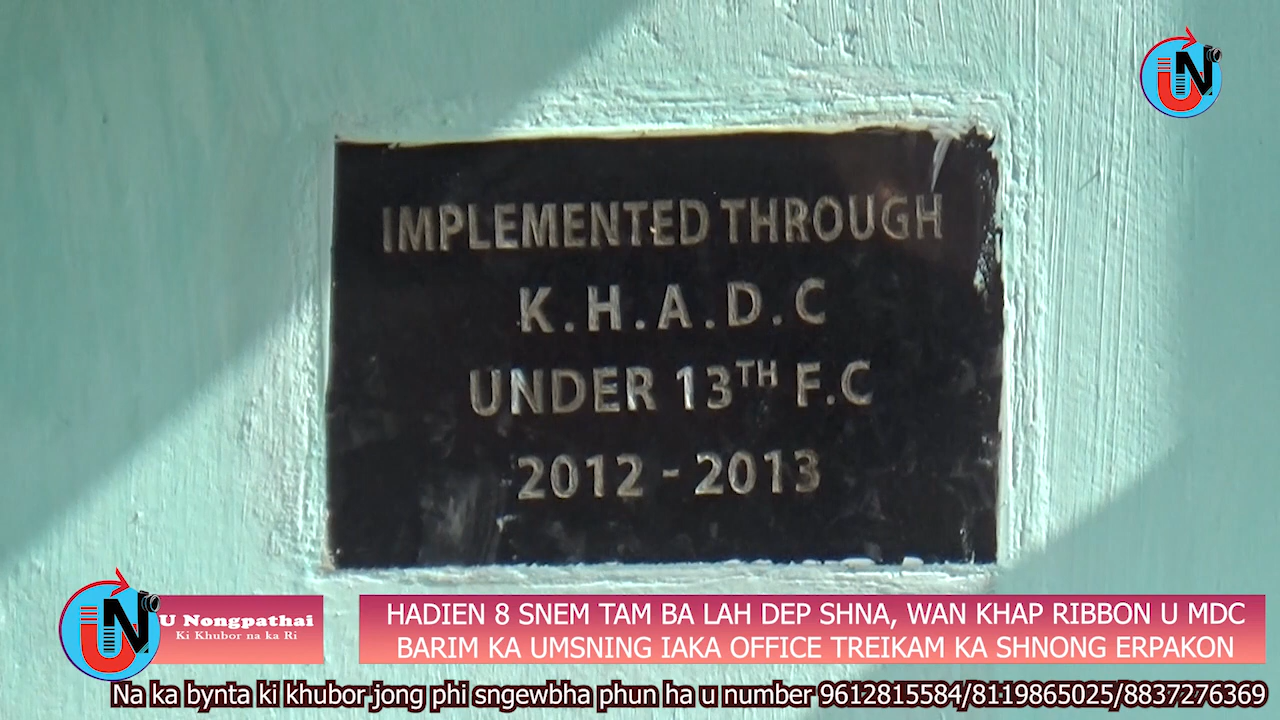 UN
IMPLEMENTED THROUGH
K.H.A.D.C
UNDER 13TH F.C
2012 - 2013
UN
U Nongpathai
Ki Khubor na ka Ri
HADIEN 8 SNEM TAM BA LAH DEP SHNA, WAN KHAP RIBBON U MDC
BARIM KA UMSNING IAKA OFFICE TREIKAM KA SHNONG ERPAKON
Na ka bynta ki khubor jong phi sngewbha phun ha u number 9612815584/8119865025/8837276369